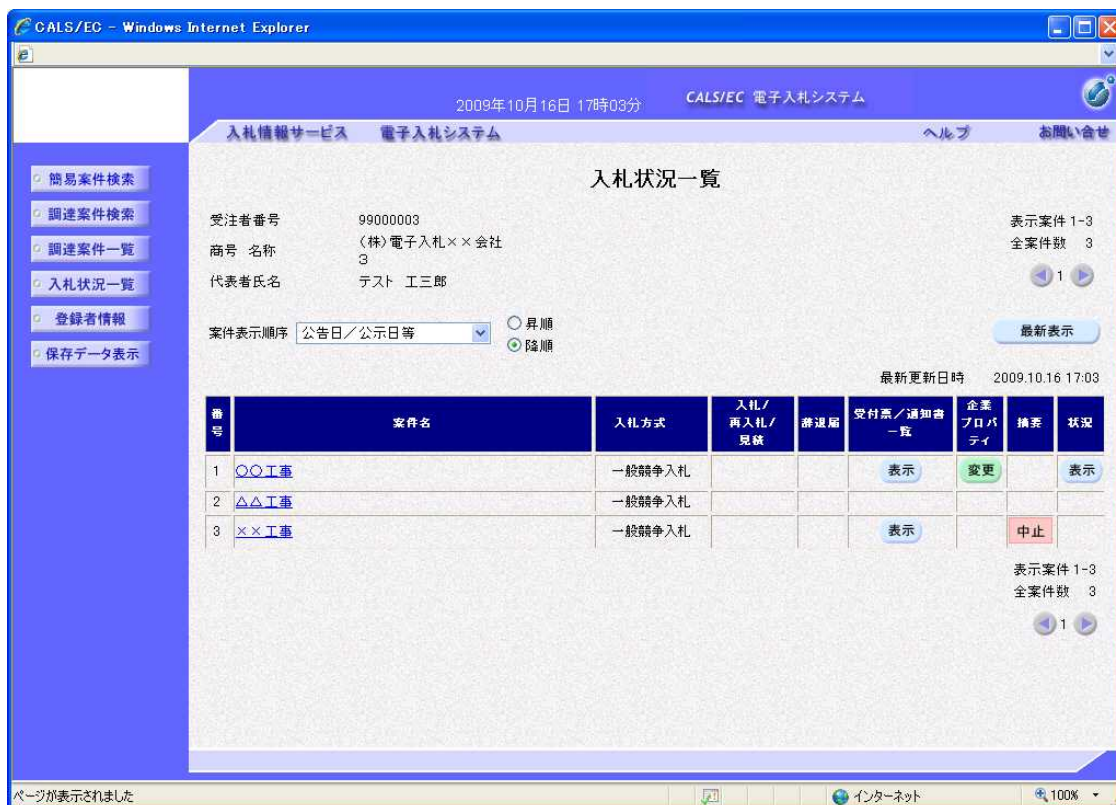 CALS/EC - Windows Internet Explorer
2009年10月16日 17時03分
CALS/EC 電子入札システム
入札情報サービス 電子入札システム ヘルプ お問い合せ
簡易案件検索
調達案件検索
調達案件一覧
入札状況一覧
登録者情報
保存データ表示
入札状況一覧
受注者番号 99000003
商号 名称 (株)電子入札××会社
3
代表者氏名 テスト 工三郎
表示案件 1-3
全案件数 3
1
案件表示順序 公告日/公示日等
昇順
降順
最新表示
最新更新日時 2009.10.16 17:03
番号 案件名 入札方式 入札/再入札/見積 辞退届 受付票/通知書一覧 企業プロパティ 摘要 状況
1 ○○工事 一般競争入札 表示 変更 表示
2 △△工事 一般競争入札
3 ××工事 一般競争入札 表示 中止
表示案件 1-3
全案件数 3
1
ページが表示されました インターネット 100%